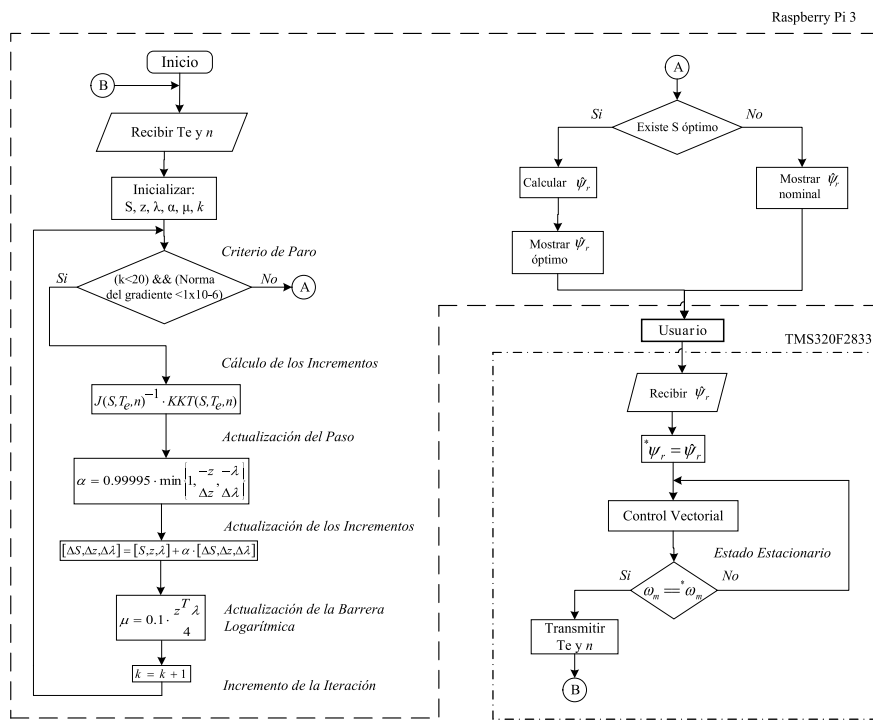 Raspberry Pi 3
Inicio
B
Recibir Te y n
Inicializar:
S, z, λ, α, μ, k
Criterio de Paro
Si
(k<20) && (Norma
del gradiente <1x10-6)
No
A
Cálculo de los Incrementos
J(S,Te,n)⁻¹ · KKT(S,Te,n)
Actualización del Paso
α = 0.99995 · min{1, -z/Δz, -λ/Δλ}
Actualización de los Incrementos
[ΔS,Δz,Δλ] = [S,z,λ] + α · [ΔS,Δz,Δλ]
μ = 0.1 · zᵀλ/4
Actualización de la Barrera
Logarítmica
k = k + 1
Incremento de la Iteración
A
Si
Existe S óptimo
No
Calcular ψ̂r
Mostrar ψ̂r
óptimo
Mostrar ψ̂r
nominal
Usuario
TMS320F2833
Recibir ψ̂r
*ψr = ψ̂r
Control Vectorial
Estado Estacionario
Si
ωm == *ωm
No
Transmitir
Te y n
B